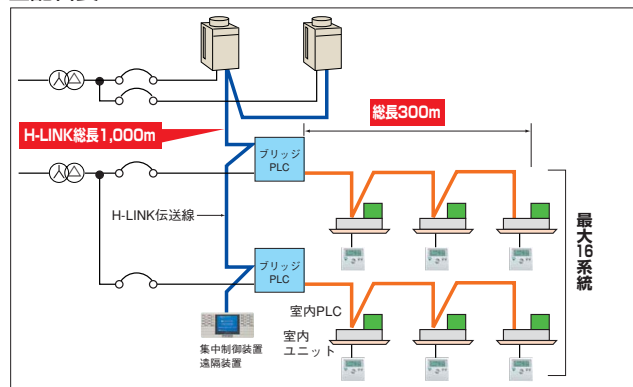 H-LINK総長1,000m
総長300m
ブリッジ
PLC
H-LINK伝送線
最大16系統
ブリッジ
PLC
室内PLC
室内
ユニット
集中制御装置
遠隔装置